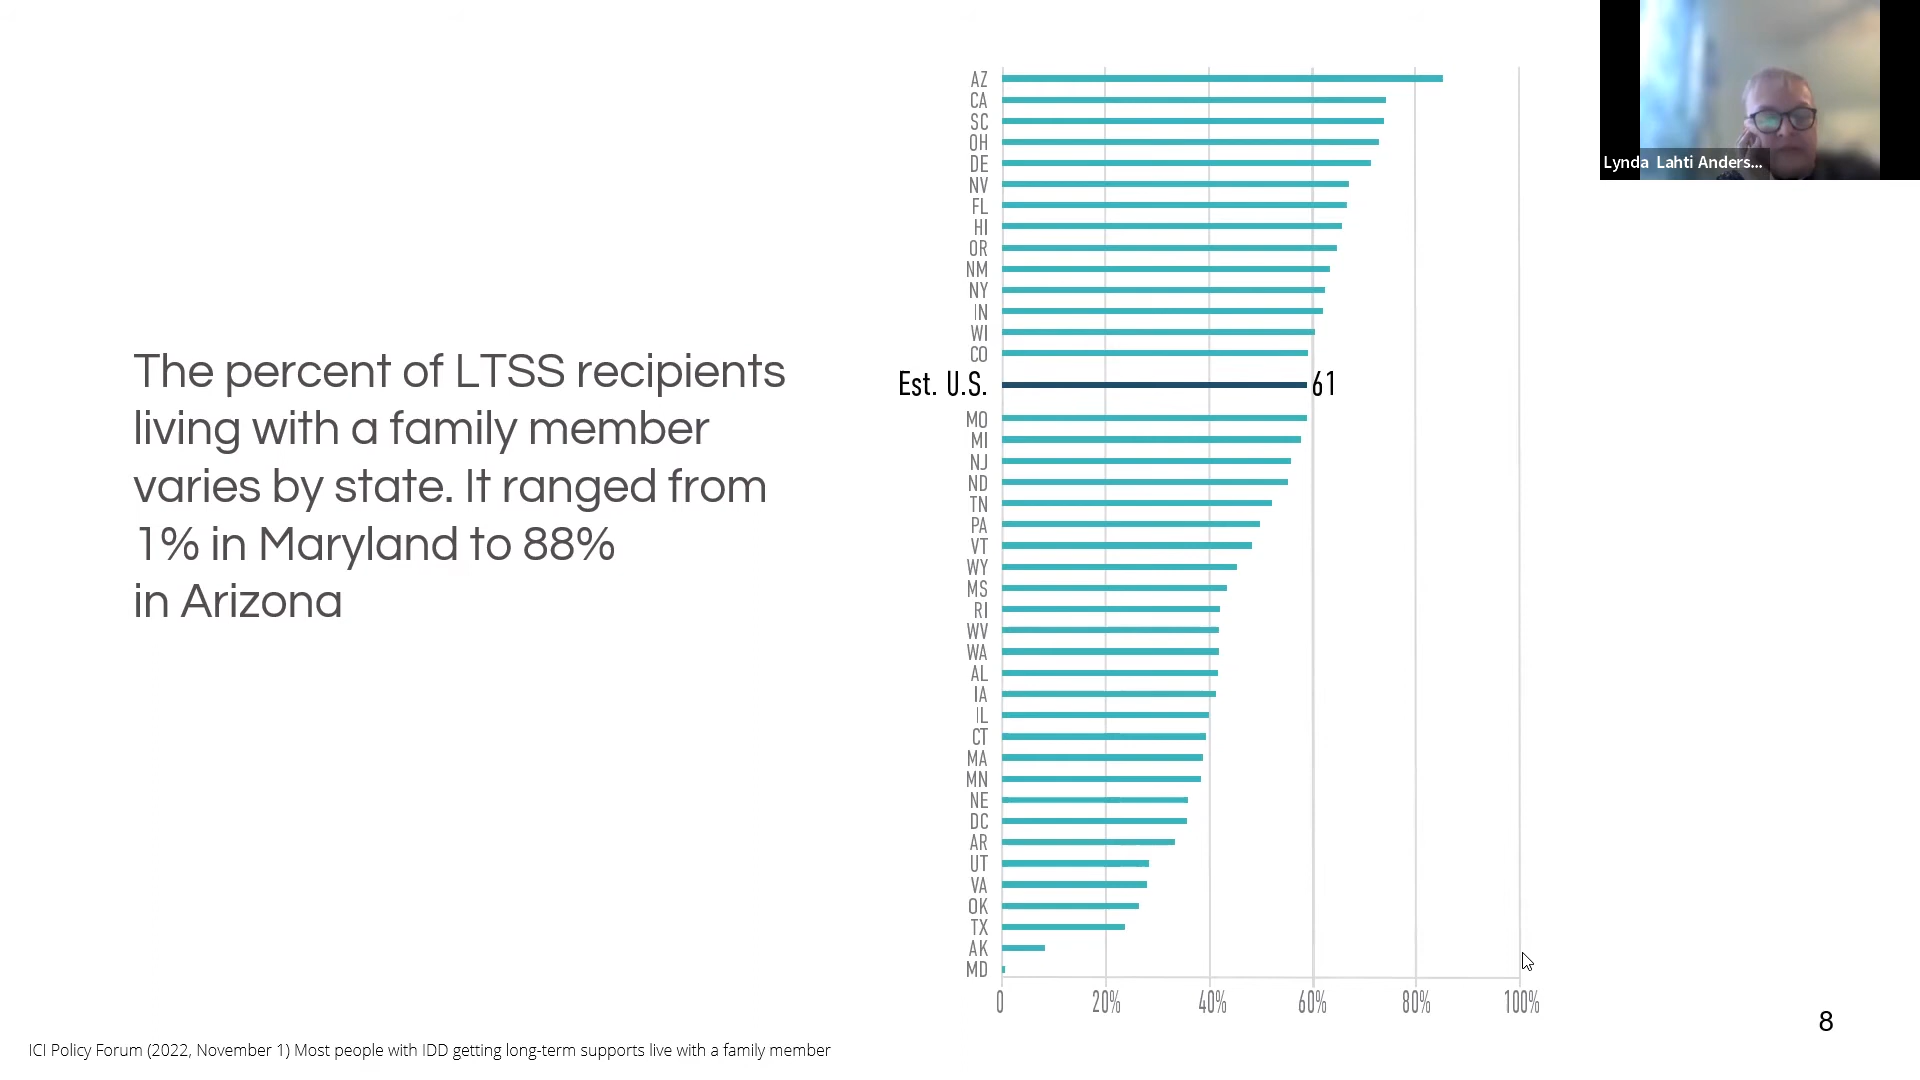 The percent of LTSS recipients
living with a family member
varies by state. It ranged from
1% in Maryland to 88%
in Arizona
AZ
CA
SC
OH
DE
NV
FL
HI
OR
NM
NY
IN
WI
CO
Est. U.S. 61
MO
MI
NJ
ND
TN
PA
VT
WY
MS
RI
WV
WA
AL
IA
IL
CT
MA
MN
NE
DC
AR
UT
VA
OK
TX
AK
MD
0 20% 40% 60% 80% 100%
Lynda Lahti Anders...
8
ICI Policy Forum (2022, November 1) Most people with IDD getting long-term supports live with a family member